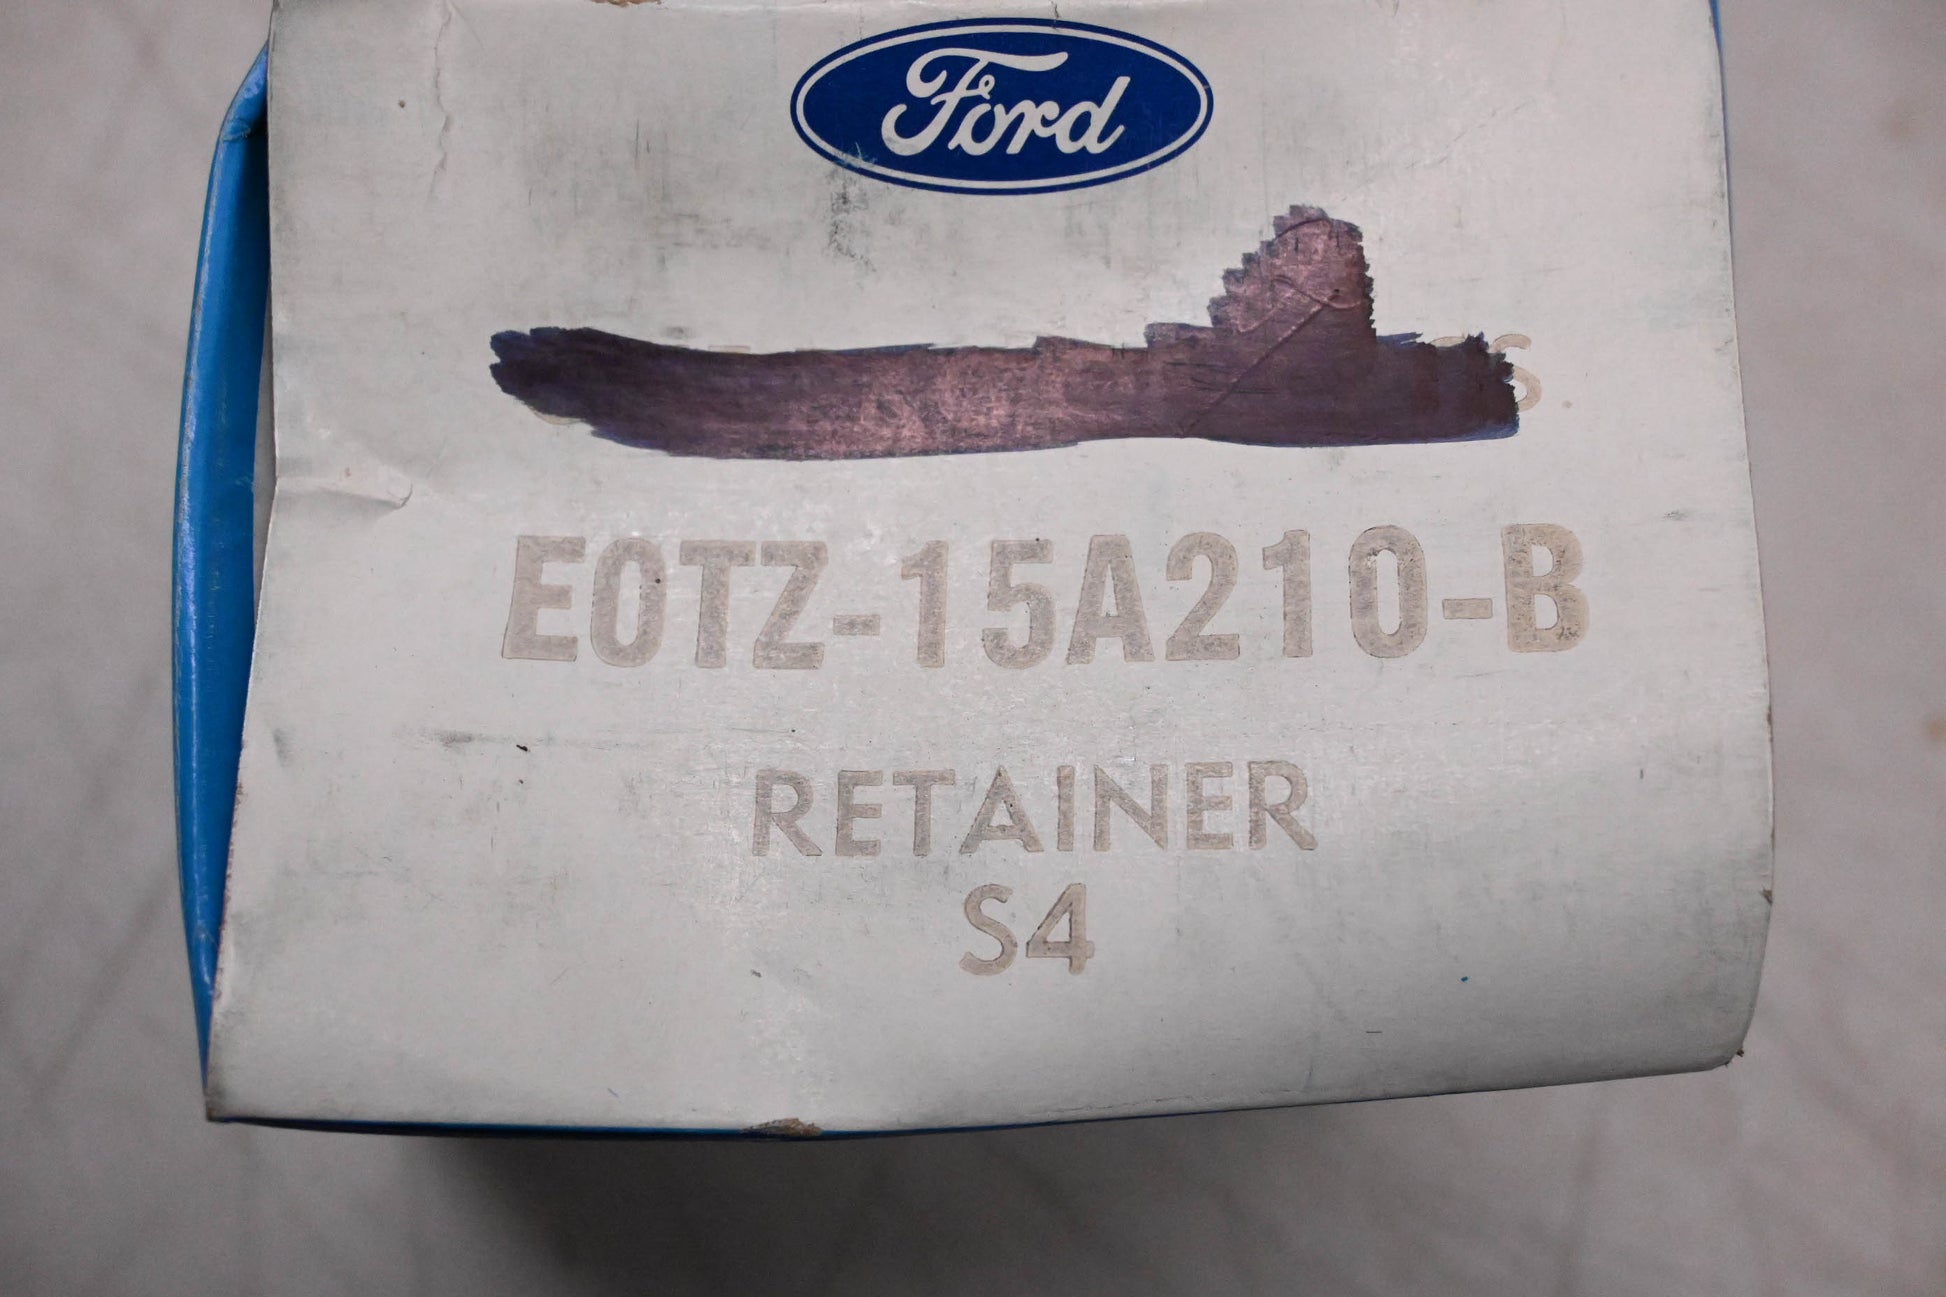 Ford
E0TZ-15A210-B
RETAINER
S4